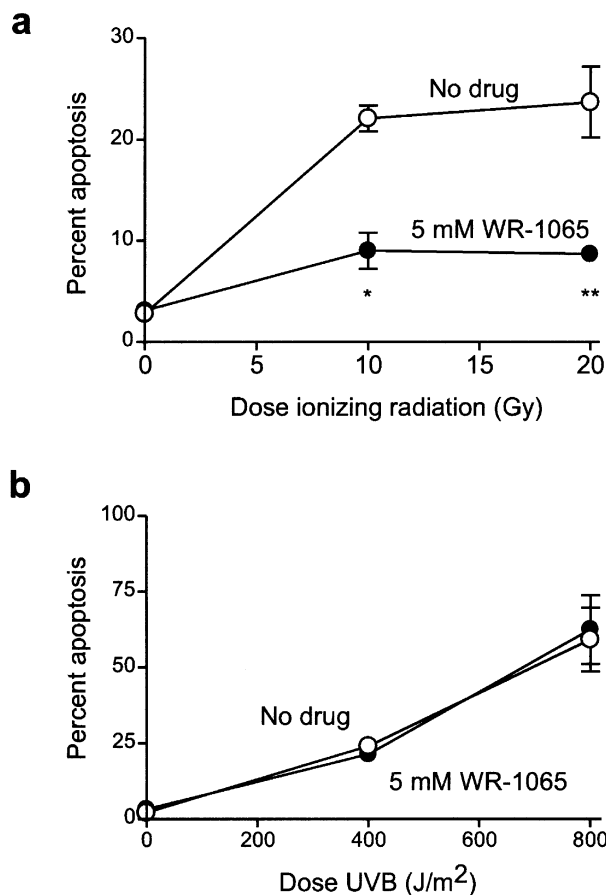 a
30
No drug
20
Percent apoptosis
5 mM WR-1065
10
*
**
0
0 5 10 15 20
Dose ionizing radiation (Gy)
b
100
75
Percent apoptosis
50
No drug
25
5 mM WR-1065
0
0 200 400 600 800
Dose UVB (J/m²)